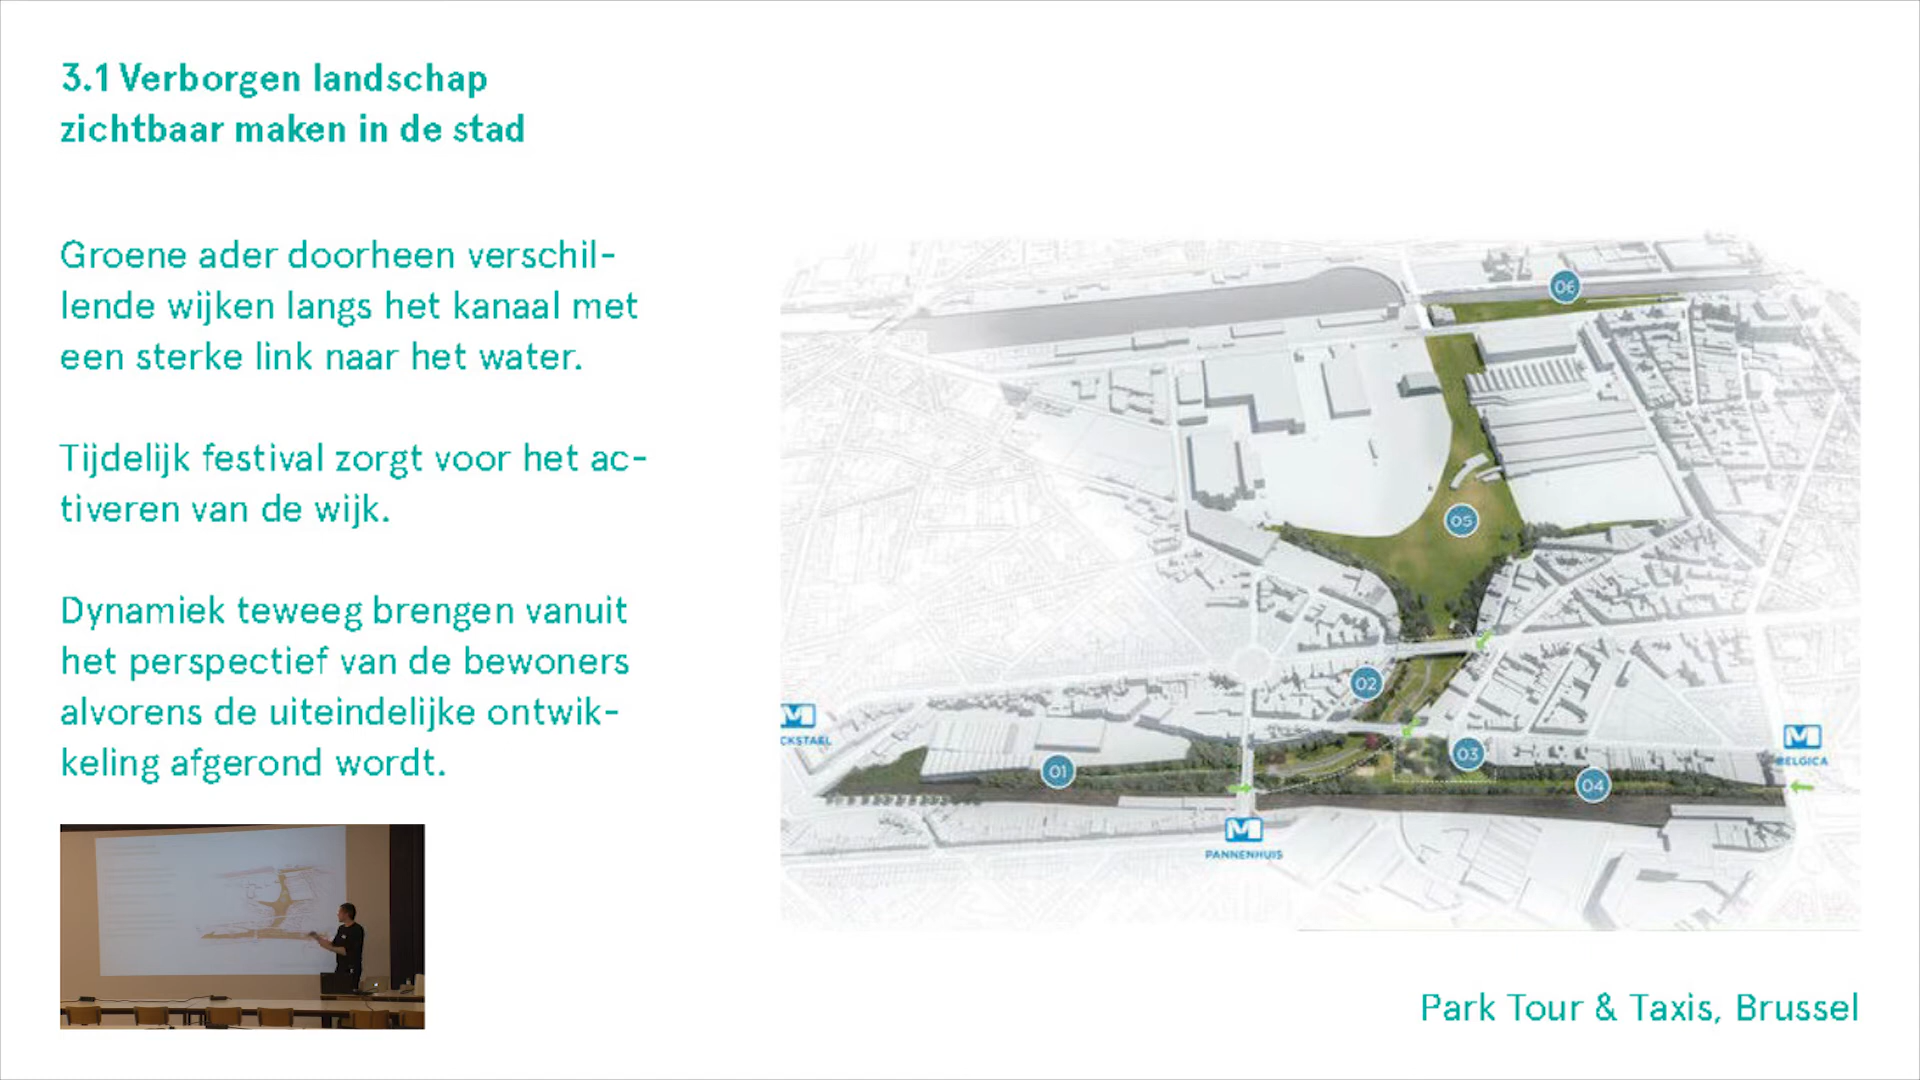 3.1 Verborgen landschap
zichtbaar maken in de stad
Groene ader doorheen verschil-
lende wijken langs het kanaal met
een sterke link naar het water.
Tijdelijk festival zorgt voor het ac-
tiveren van de wijk.
Dynamiek teweeg brengen vanuit
het perspectief van de bewoners
alvorens de uiteindelijke ontwik-
keling afgerond wordt.
06
05
02
M
CKSTAEL
01
03
04
M
BELGICA
M
PANNENHUIS
Park Tour & Taxis, Brussel